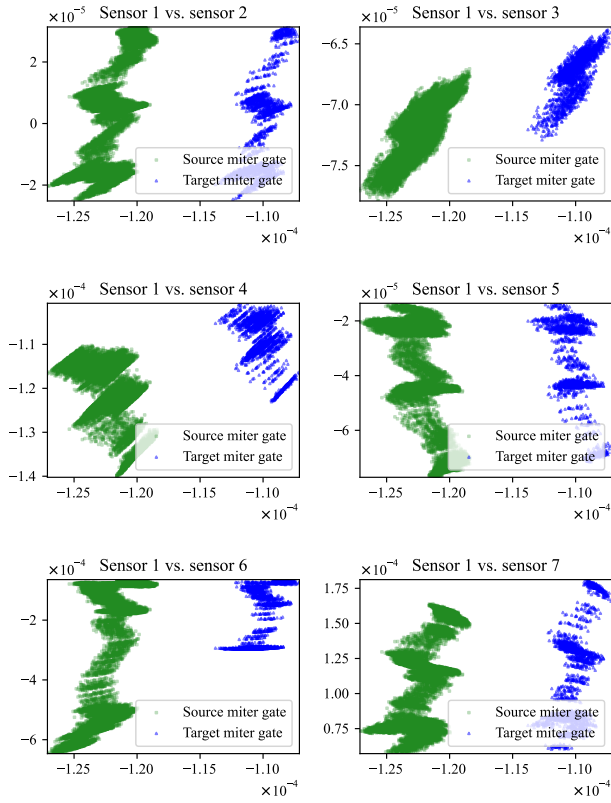 Sensor 1 vs. sensor 2
×10⁻⁵
2
0
−2
Source miter gate
Target miter gate
−1.25 −1.20 −1.15 −1.10
×10⁻⁴
Sensor 1 vs. sensor 3
×10⁻⁵
−6.5
−7.0
−7.5
Source miter gate
Target miter gate
−1.25 −1.20 −1.15 −1.10
×10⁻⁴
Sensor 1 vs. sensor 4
×10⁻⁴
−1.1
−1.2
−1.3
−1.4
Source miter gate
Target miter gate
−1.25 −1.20 −1.15 −1.10
×10⁻⁴
Sensor 1 vs. sensor 5
×10⁻⁵
−2
−4
−6
Source miter gate
Target miter gate
−1.25 −1.20 −1.15 −1.10
×10⁻⁴
Sensor 1 vs. sensor 6
×10⁻⁴
−2
−4
−6
Source miter gate
Target miter gate
−1.25 −1.20 −1.15 −1.10
×10⁻⁴
Sensor 1 vs. sensor 7
×10⁻⁴
1.75
1.50
1.25
1.00
0.75
Source miter gate
Target miter gate
−1.25 −1.20 −1.15 −1.10
×10⁻⁴